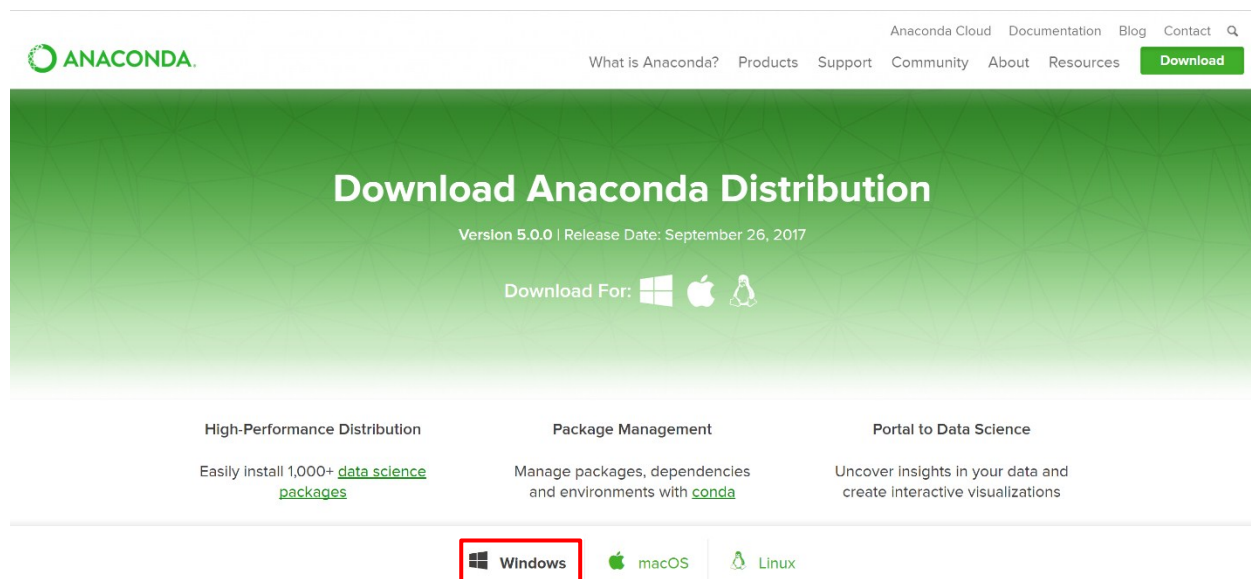 Anaconda Cloud Documentation Blog Contact
ANACONDA.
What is Anaconda? Products Support Community About Resources Download
Download Anaconda Distribution
Version 5.0.0 | Release Date: September 26, 2017
Download For:
High-Performance Distribution
Easily install 1,000+ data science
packages
Package Management
Manage packages, dependencies
and environments with conda
Portal to Data Science
Uncover insights in your data and
create interactive visualizations
Windows macOS Linux